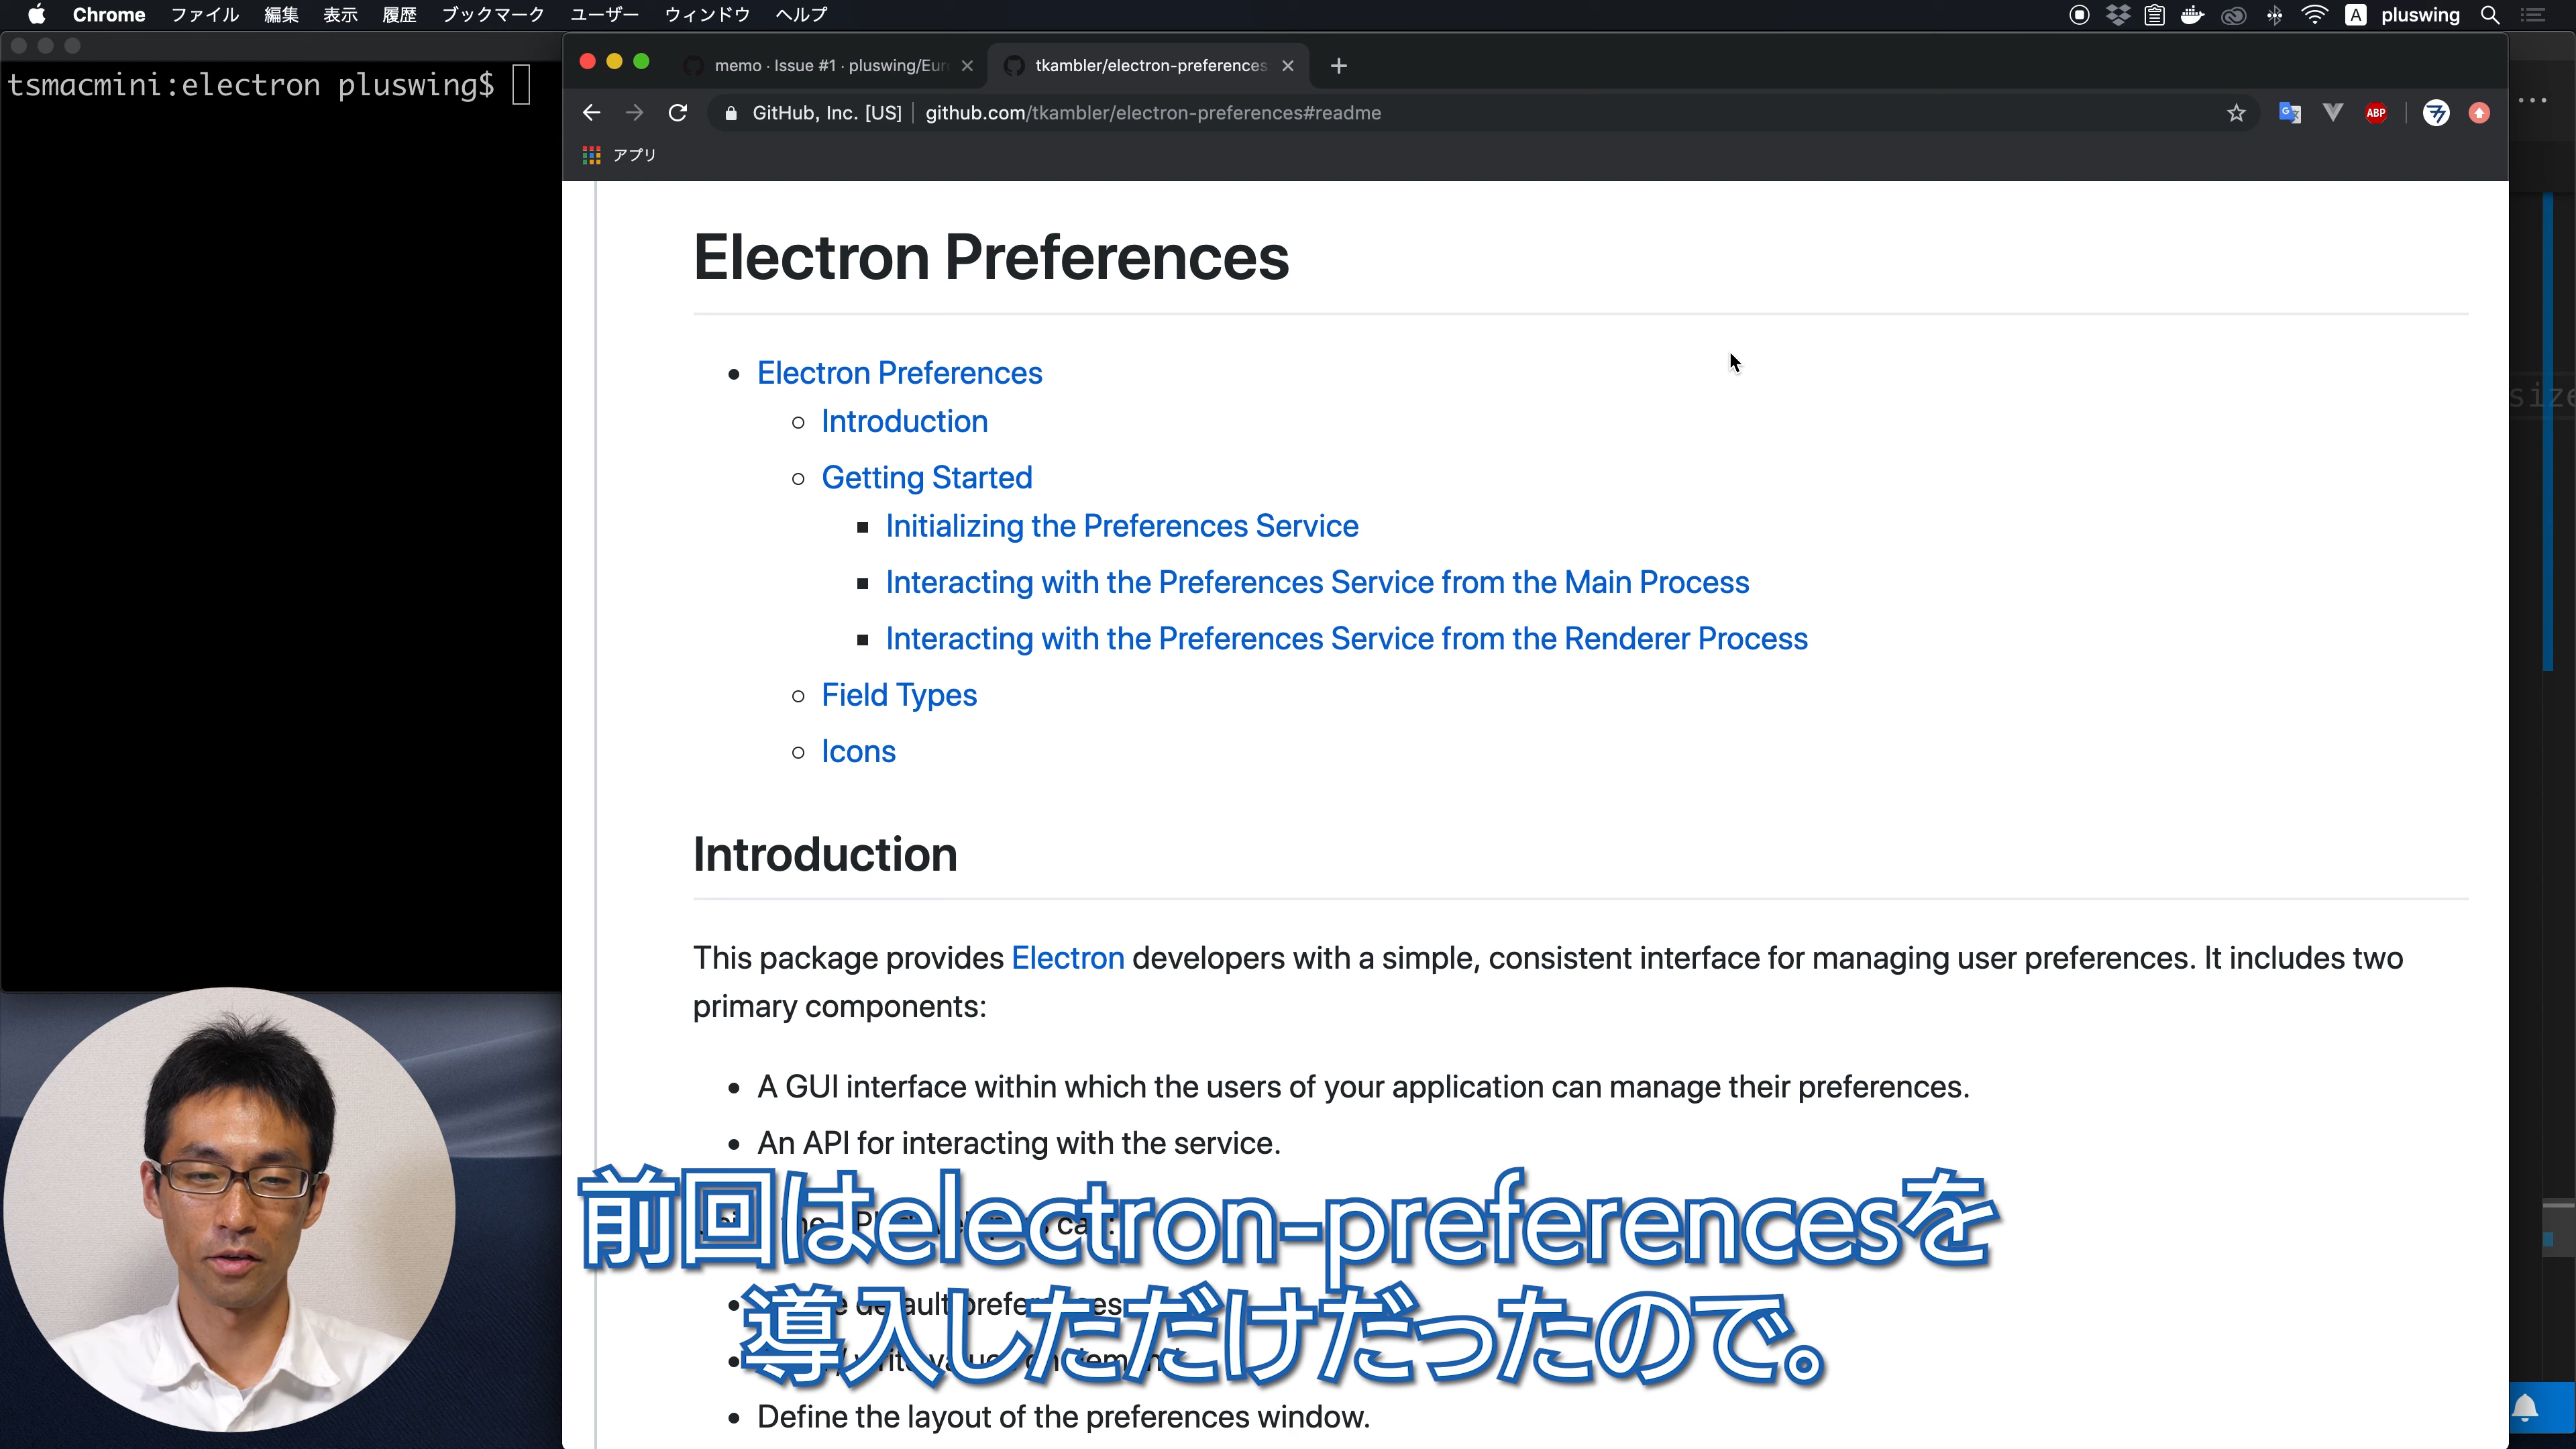 Chrome ファイル 編集 表示 履歴 ブックマーク ユーザー ウィンドウ ヘルプ
A pluswing
tsmacmini:electron pluswing$
memo · Issue #1 · pluswing/Eur
tkambler/electron-preferences
GitHub, Inc. [US] github.com/tkambler/electron-preferences#readme
ABP
アプリ
size
Electron Preferences
Electron Preferences
Introduction
Getting Started
Initializing the Preferences Service
Interacting with the Preferences Service from the Main Process
Interacting with the Preferences Service from the Renderer Process
Field Types
Icons
Introduction
This package provides Electron developers with a simple, consistent interface for managing user preferences. It includes two
primary components:
A GUI interface within which the users of your application can manage their preferences.
An API for interacting with the service.
前回はelectron-preferencesを
導入しただけだったので。
default preferences
Define the layout of the preferences window.